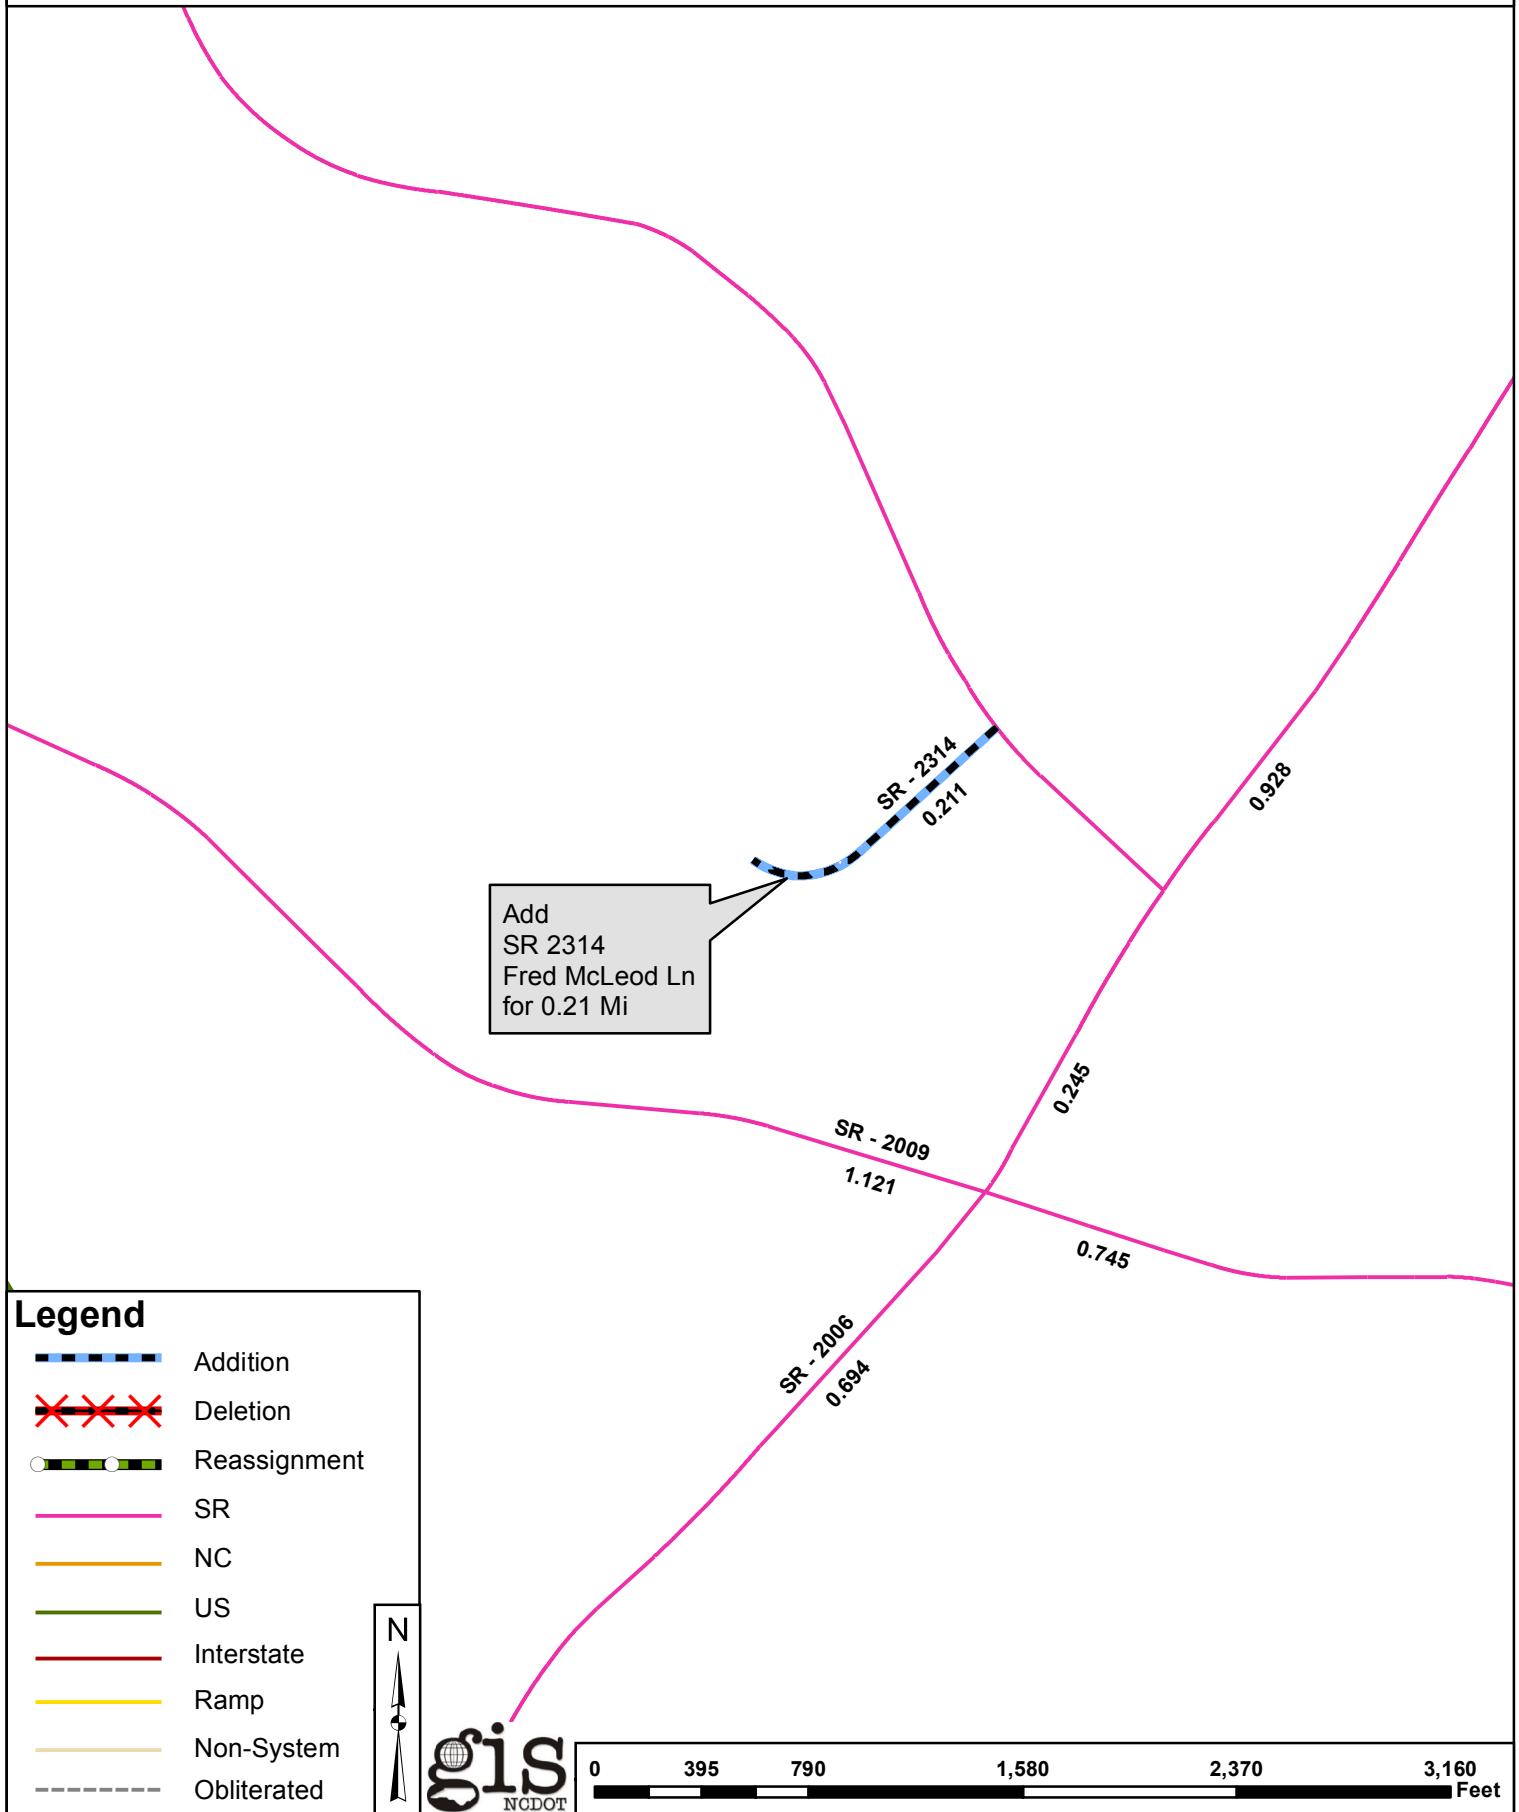 SR - 2314
0.211
0.928
Add
SR 2314
Fred McLeod Ln
for 0.21 Mi
0.245
SR - 2009
1.121
0.745
SR - 2006
0.694
Legend
Addition
Deletion
Reassignment
SR
NC
US
Interstate
Ramp
Non-System
Obliterated
N
gis
NCDOT
0 395 790 1,580 2,370 3,160
Feet